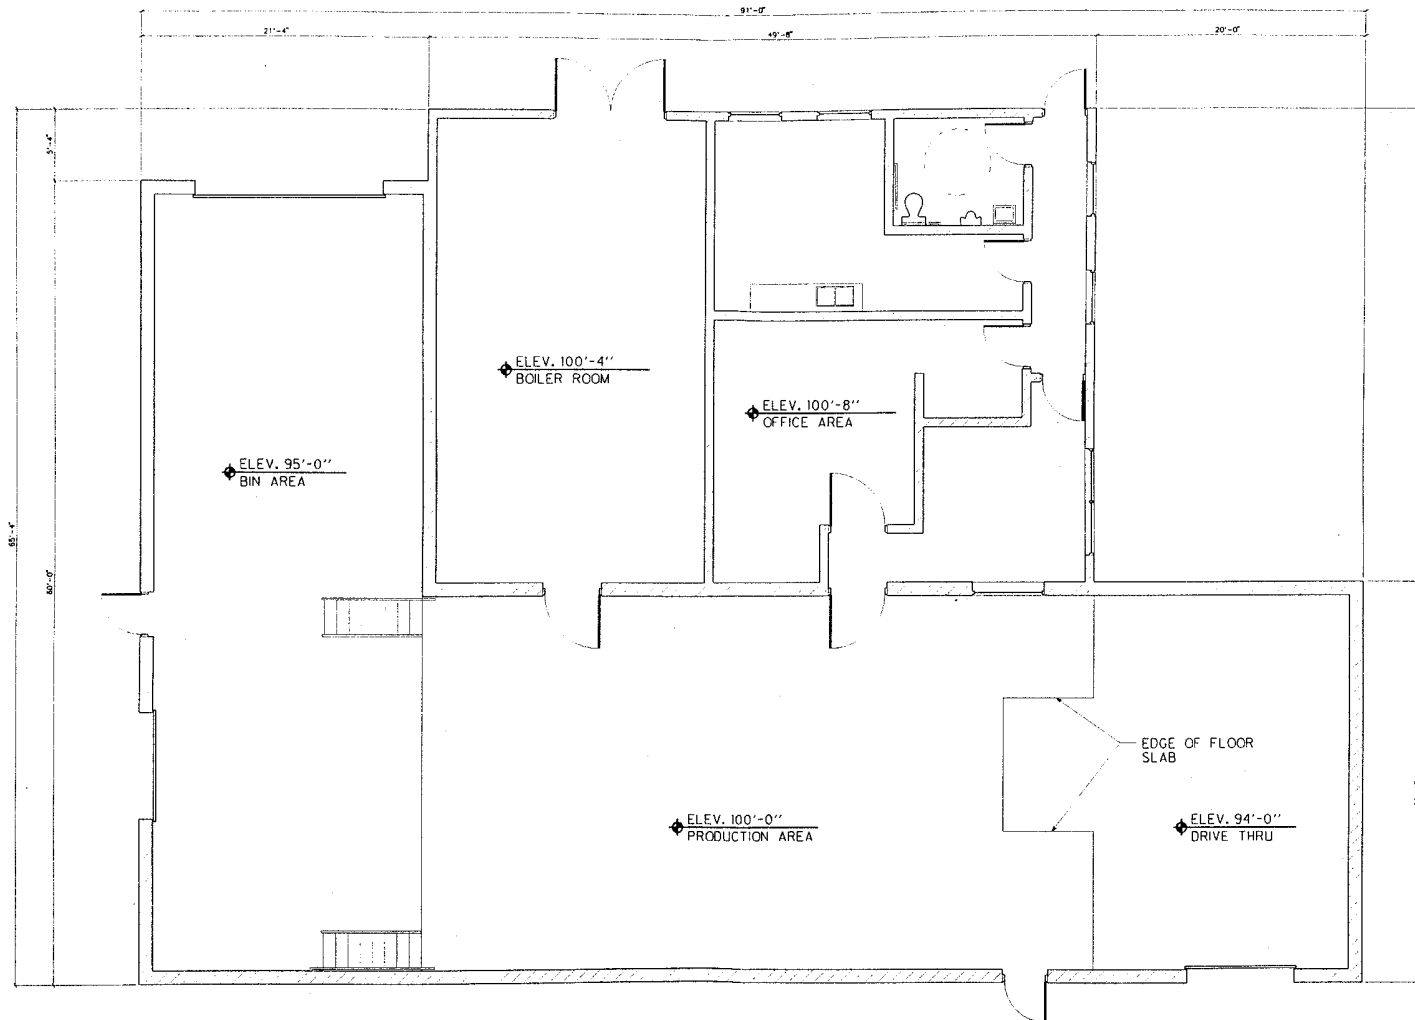 91'-0"
21'-4"
49'-8"
20'-0"
5'-4"
65'-4"
60'-0"
ELEV. 100'-4''
BOILER ROOM
ELEV. 100'-8''
OFFICE AREA
ELEV. 95'-0''
BIN AREA
EDGE OF FLOOR
SLAB
ELEV. 100'-0''
PRODUCTION AREA
ELEV. 94'-0''
DRIVE THRU